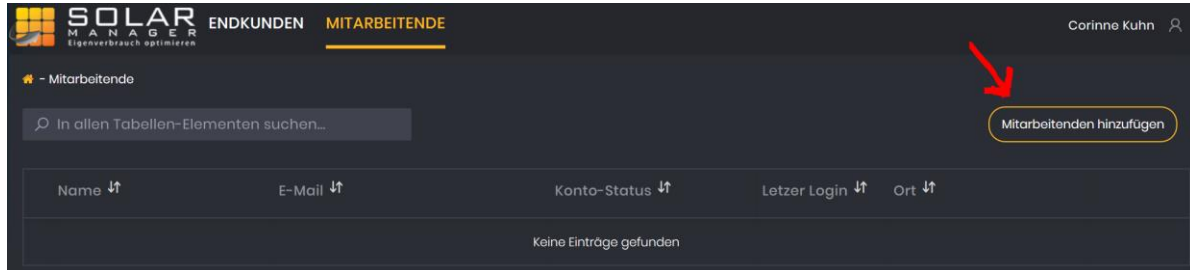 SOLAR
MANAGER
Eigenverbrauch optimieren
ENDKUNDEN MITARBEITENDE
Corinne Kuhn
- Mitarbeitende
In allen Tabellen-Elementen suchen...
Mitarbeitenden hinzufügen
Name E-Mail Konto-Status Letzer Login Ort
Keine Einträge gefunden